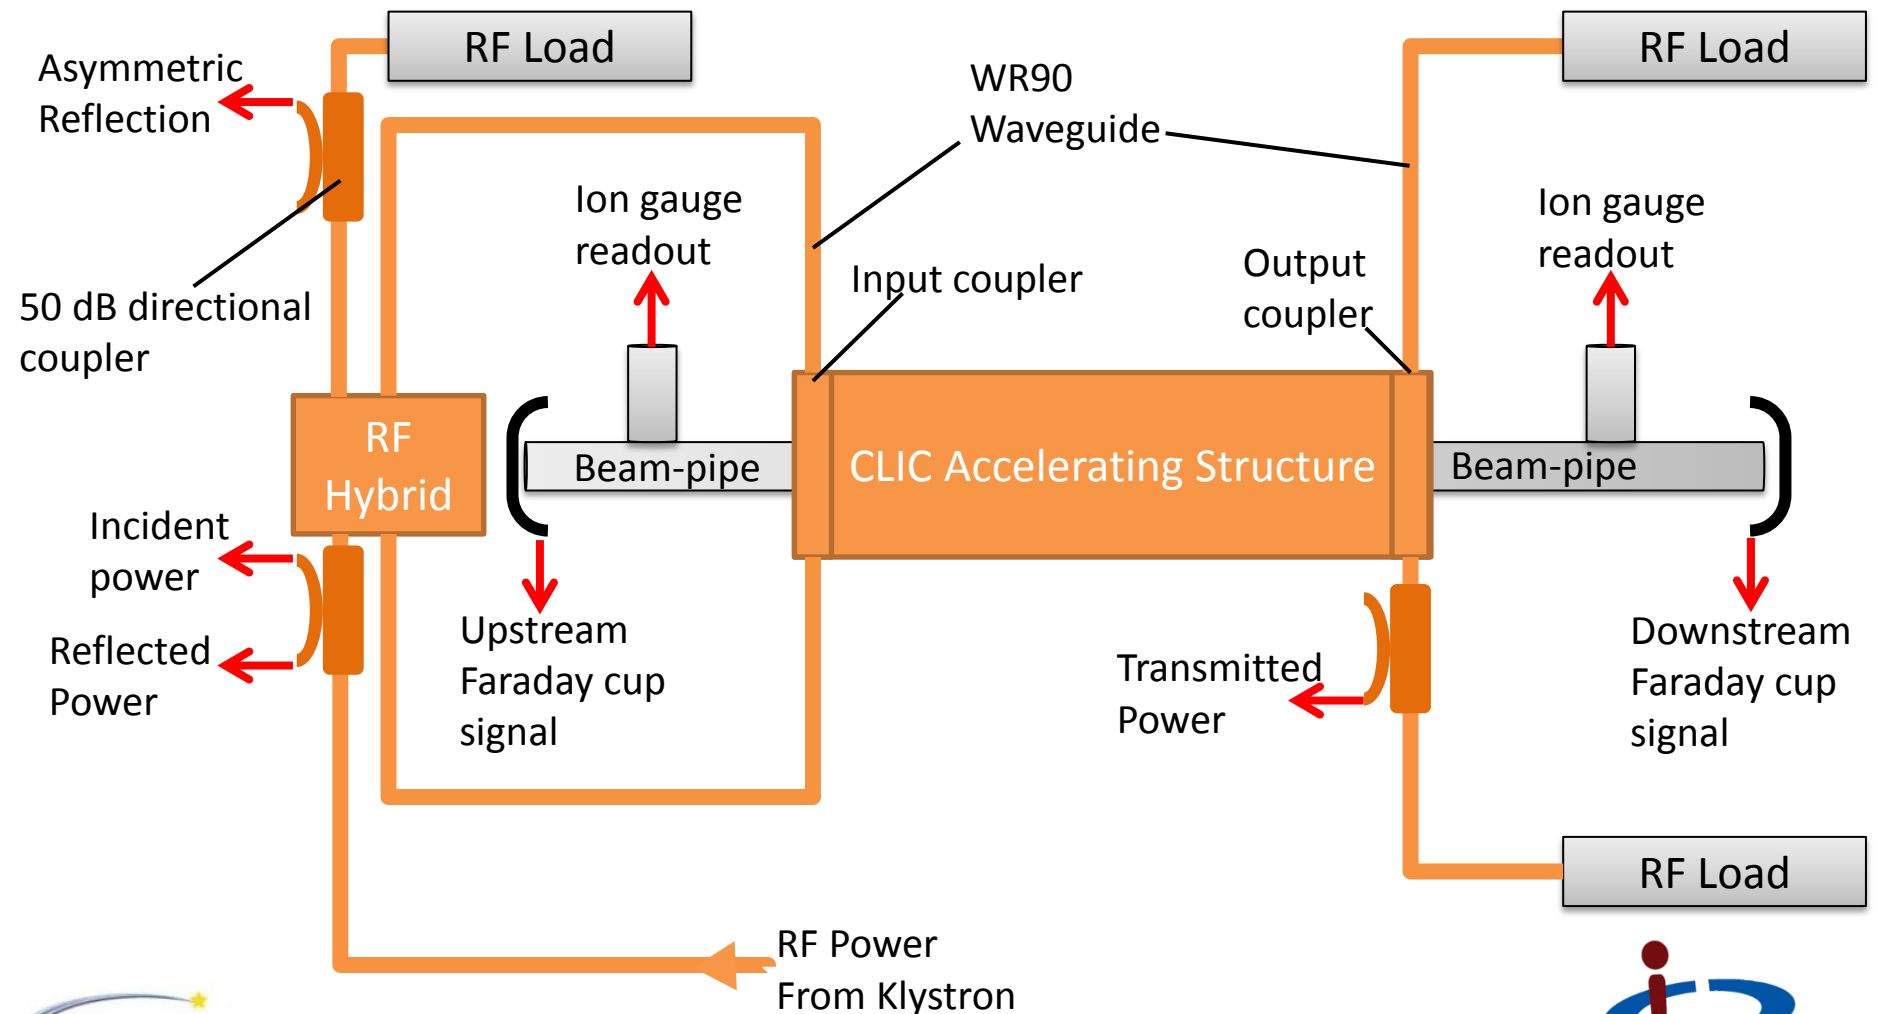 RF Load
RF Load
Asymmetric
Reflection
WR90
Waveguide
Ion gauge
readout
Ion gauge
readout
50 dB directional
coupler
Input coupler
Output
coupler
RF
Hybrid
Beam-pipe
CLIC Accelerating Structure
Beam-pipe
Incident
power
Reflected
Power
Upstream
Faraday cup
signal
Transmitted
Power
Downstream
Faraday cup
signal
RF Load
RF Power
From Klystron